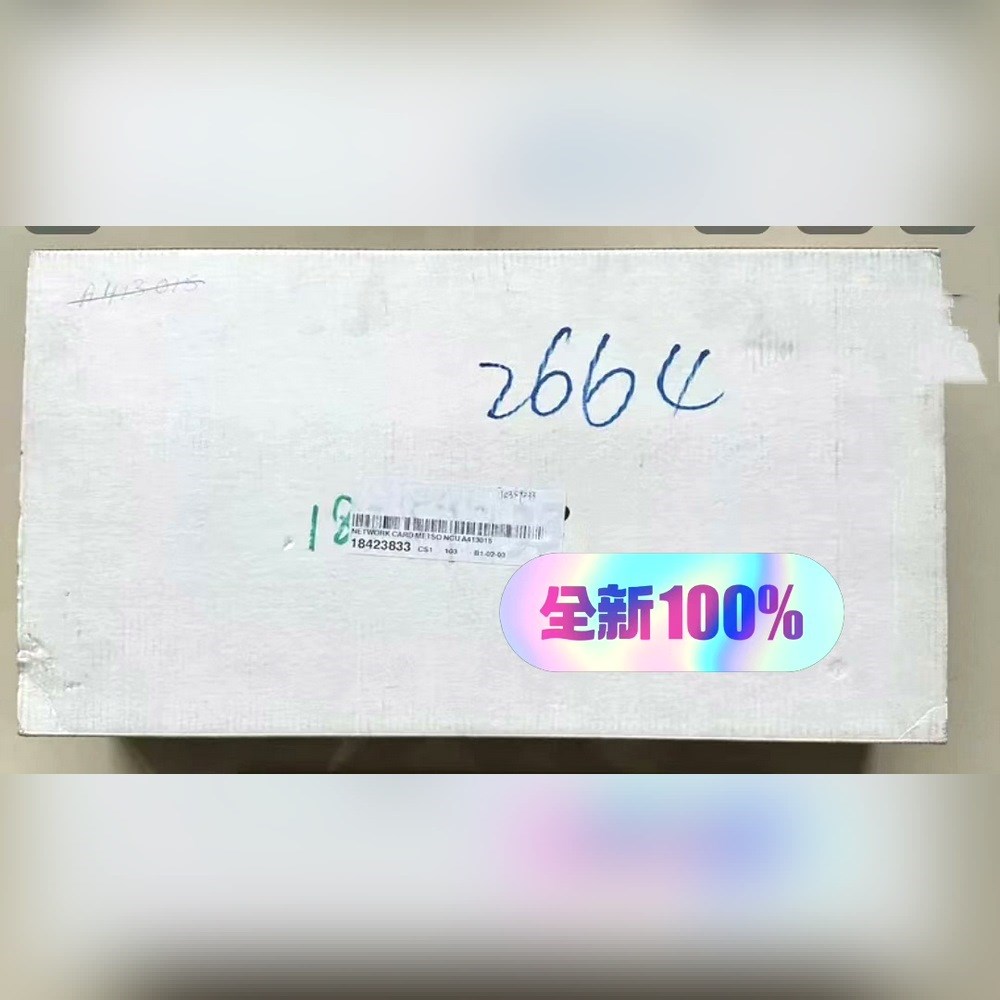 A413015
2664
18
NETWORK CARD METSO NCU A413015
18423833 CS1 103 B1-02-03
全新100%